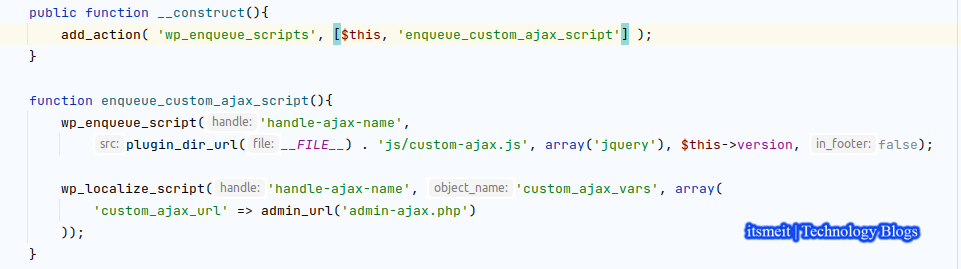 public function __construct(){
add_action( 'wp_enqueue_scripts', [$this, 'enqueue_custom_ajax_script'] );
}
function enqueue_custom_ajax_script(){
wp_enqueue_script( handle: 'handle-ajax-name',
src: plugin_dir_url( file: __FILE__) . 'js/custom-ajax.js', array('jquery'), $this->version, in_footer: false);
wp_localize_script( handle: 'handle-ajax-name', object_name: 'custom_ajax_vars', array(
'custom_ajax_url' => admin_url('admin-ajax.php')
));
}
itsmeit | Technology Blogs